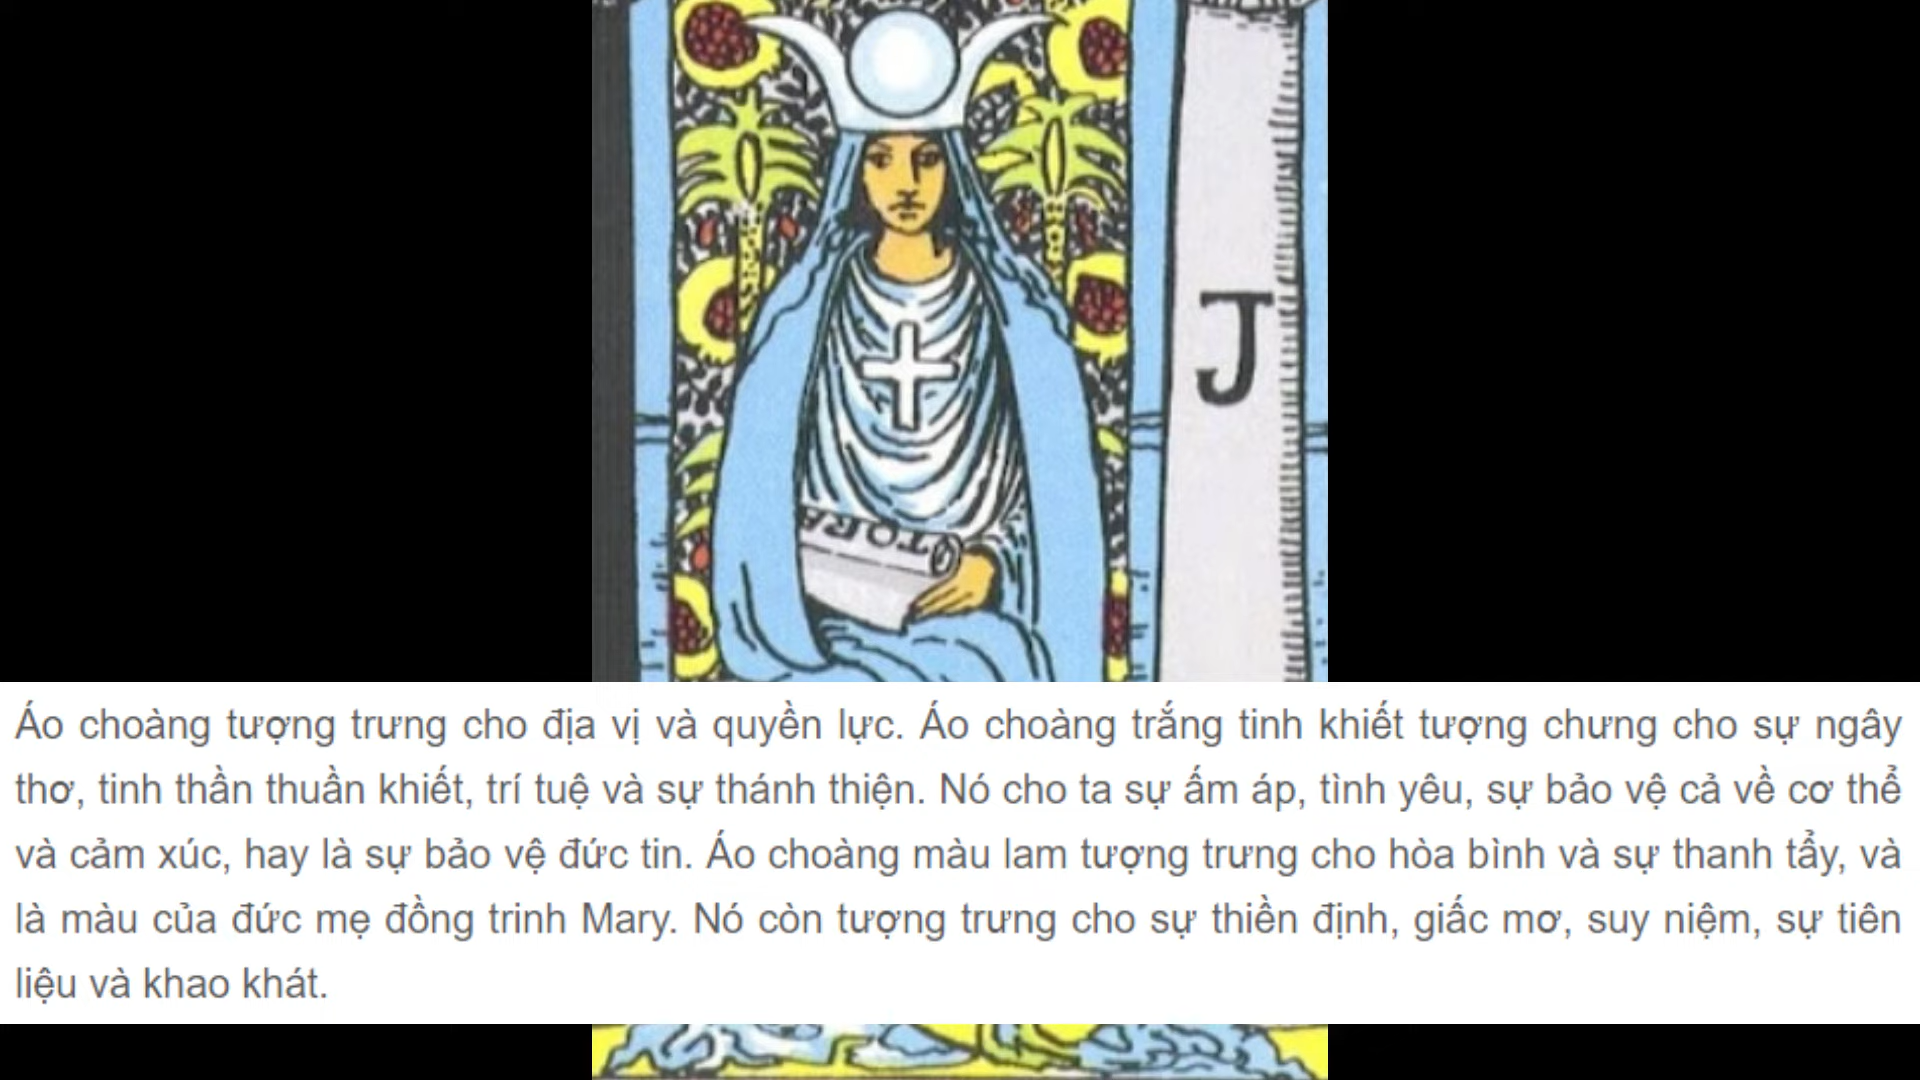 J
TORA
Áo choàng tượng trưng cho địa vị và quyền lực. Áo choàng trắng tinh khiết tượng chưng cho sự ngây
thơ, tinh thần thuần khiết, trí tuệ và sự thánh thiện. Nó cho ta sự ấm áp, tình yêu, sự bảo vệ cả về cơ thể
và cảm xúc, hay là sự bảo vệ đức tin. Áo choàng màu lam tượng trưng cho hòa bình và sự thanh tẩy, và
là màu của đức mẹ đồng trinh Mary. Nó còn tượng trưng cho sự thiền định, giấc mơ, suy niệm, sự tiên
liệu và khao khát.